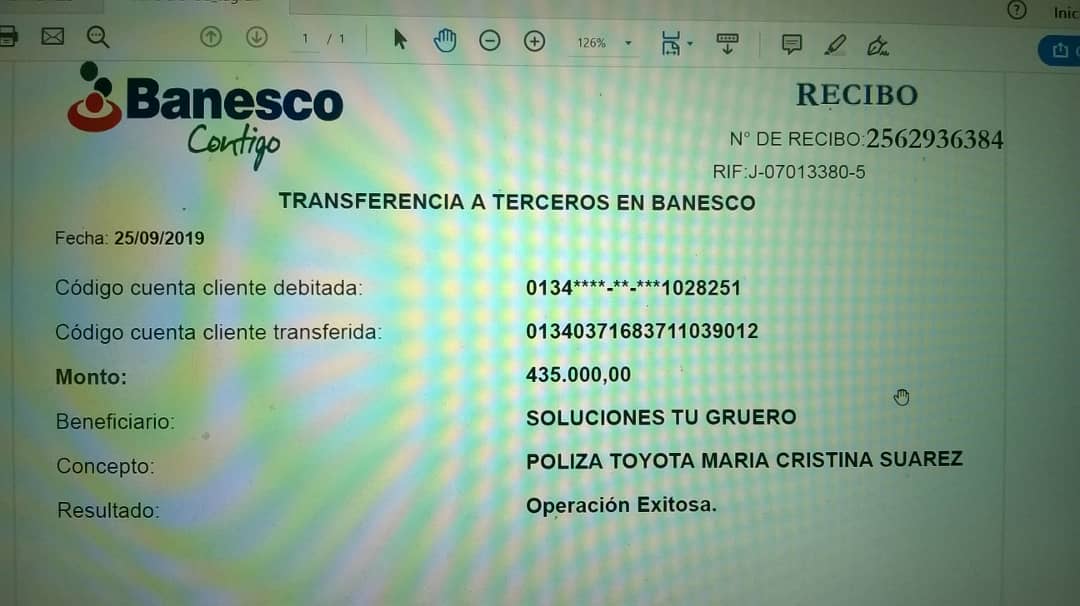 Inic
1 / 1
126%
Banesco
Contigo
RECIBO
N° DE RECIBO:2562936384
RIF:J-07013380-5
TRANSFERENCIA A TERCEROS EN BANESCO
Fecha: 25/09/2019
Código cuenta cliente debitada: 0134****-**-***1028251
Código cuenta cliente transferida: 01340371683711039012
Monto: 435.000,00
Beneficiario: SOLUCIONES TU GRUERO
Concepto: POLIZA TOYOTA MARIA CRISTINA SUAREZ
Resultado: Operación Exitosa.